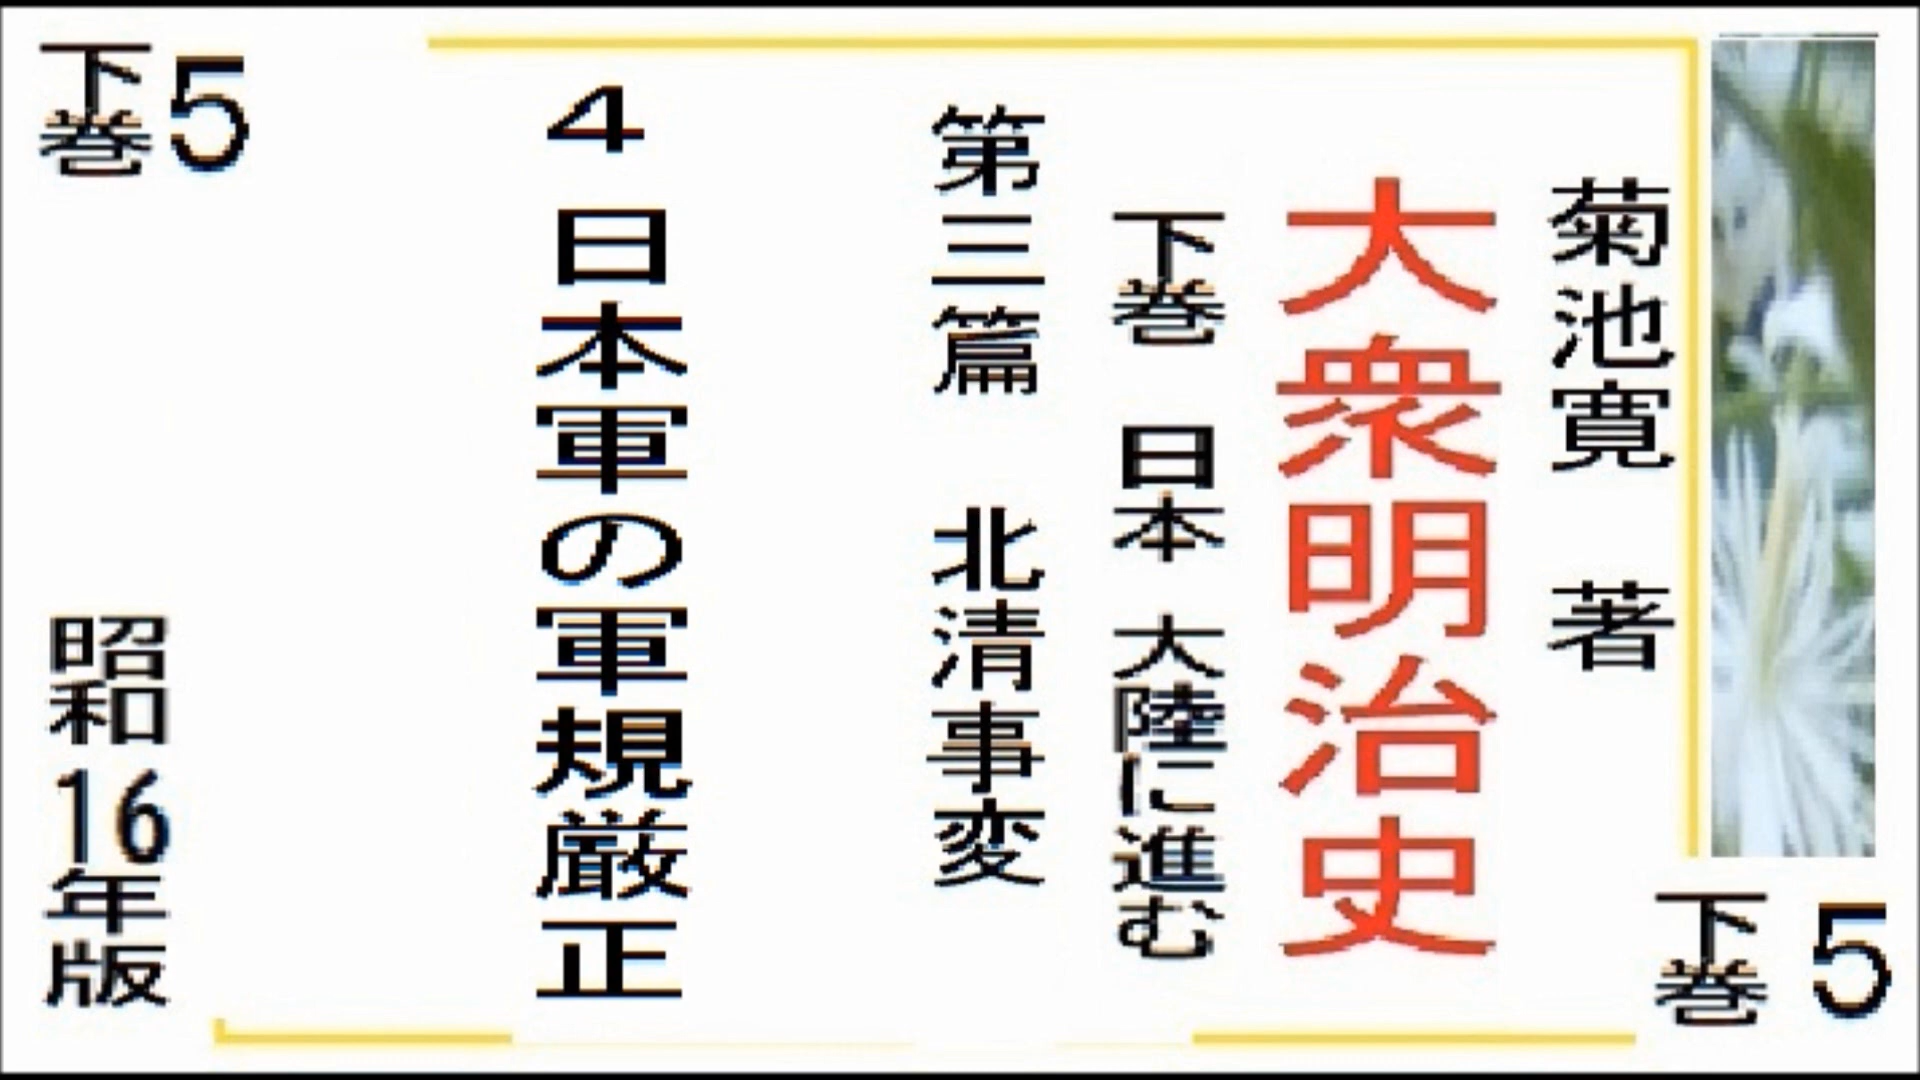 菊池寛 著
大衆明治史
下巻 日本 大陸に進む
第三篇 北清事変
4 日本軍の軍規厳正
下巻5
昭和16年版
下巻5